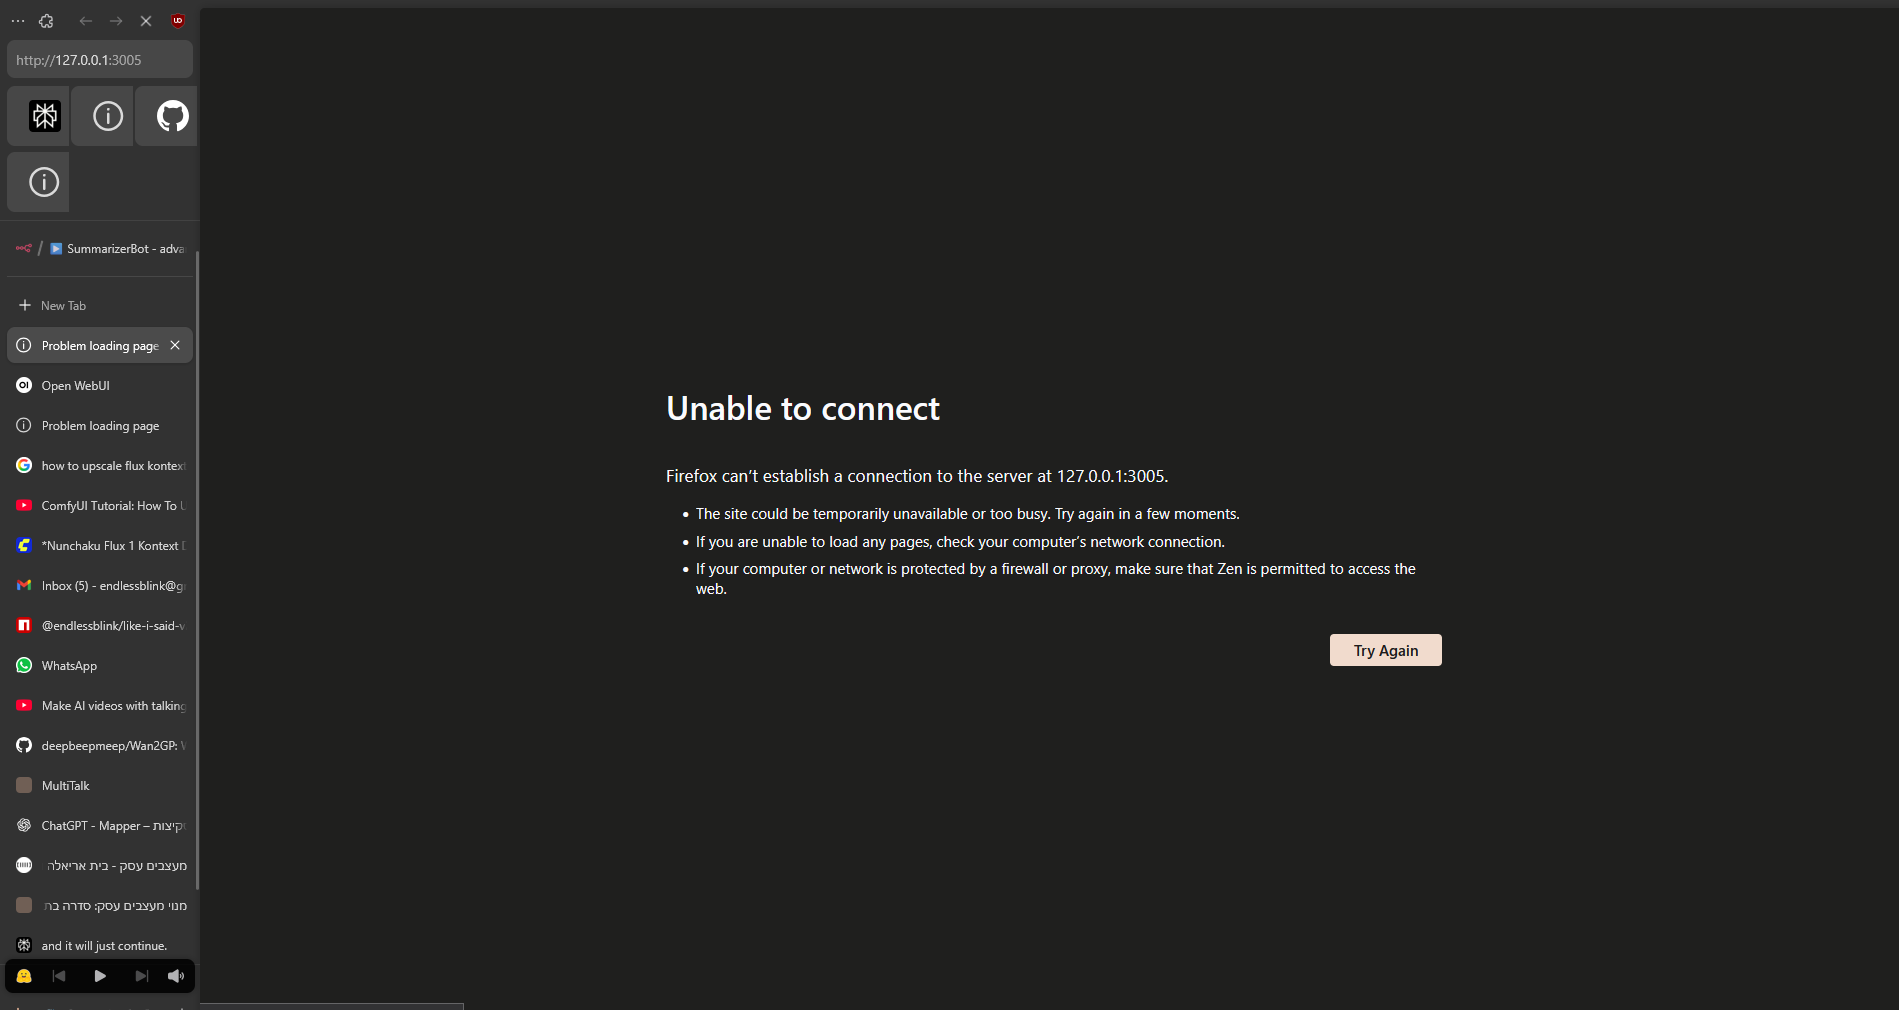 http://127.0.0.1:3005
SummarizerBot - adva
New Tab
Problem loading page
Open WebUI
Problem loading page
how to upscale flux kontext
ComfyUI Tutorial: How To U
*Nunchaku Flux 1 Kontext D
Inbox (5) - endlessblink@g
@endlessblink/like-i-said-v
WhatsApp
Make AI videos with talking
deepbeepmeep/Wan2GP: W
MultiTalk
ChatGPT - Mapper – סקיצות
מעצבים עסק - בית אריאלה
מנוי מעצבים עסק: סדרה בת
and it will just continue.
Unable to connect
Firefox can’t establish a connection to the server at 127.0.0.1:3005.
• The site could be temporarily unavailable or too busy. Try again in a few moments.
• If you are unable to load any pages, check your computer’s network connection.
• If your computer or network is protected by a firewall or proxy, make sure that Zen is permitted to access the
web.
Try Again